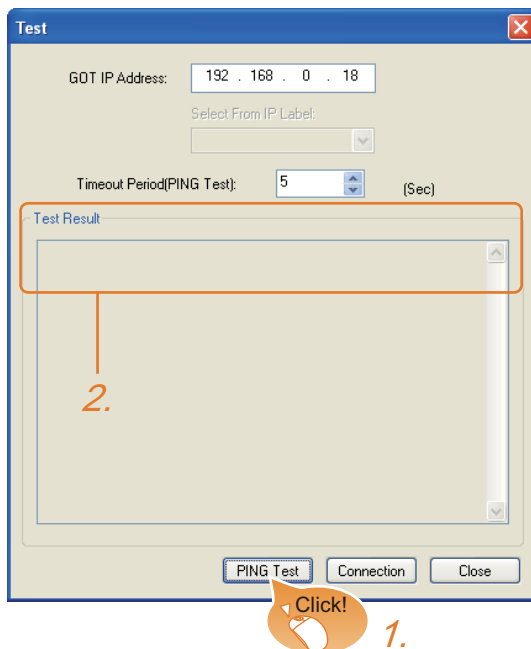 Test
GOT IP Address: 192 . 168 . 0 . 18
Select From IP Label:
Timeout Period(PING Test): 5 (Sec)
Test Result
2.
PING Test Connection Close
Click!
1.